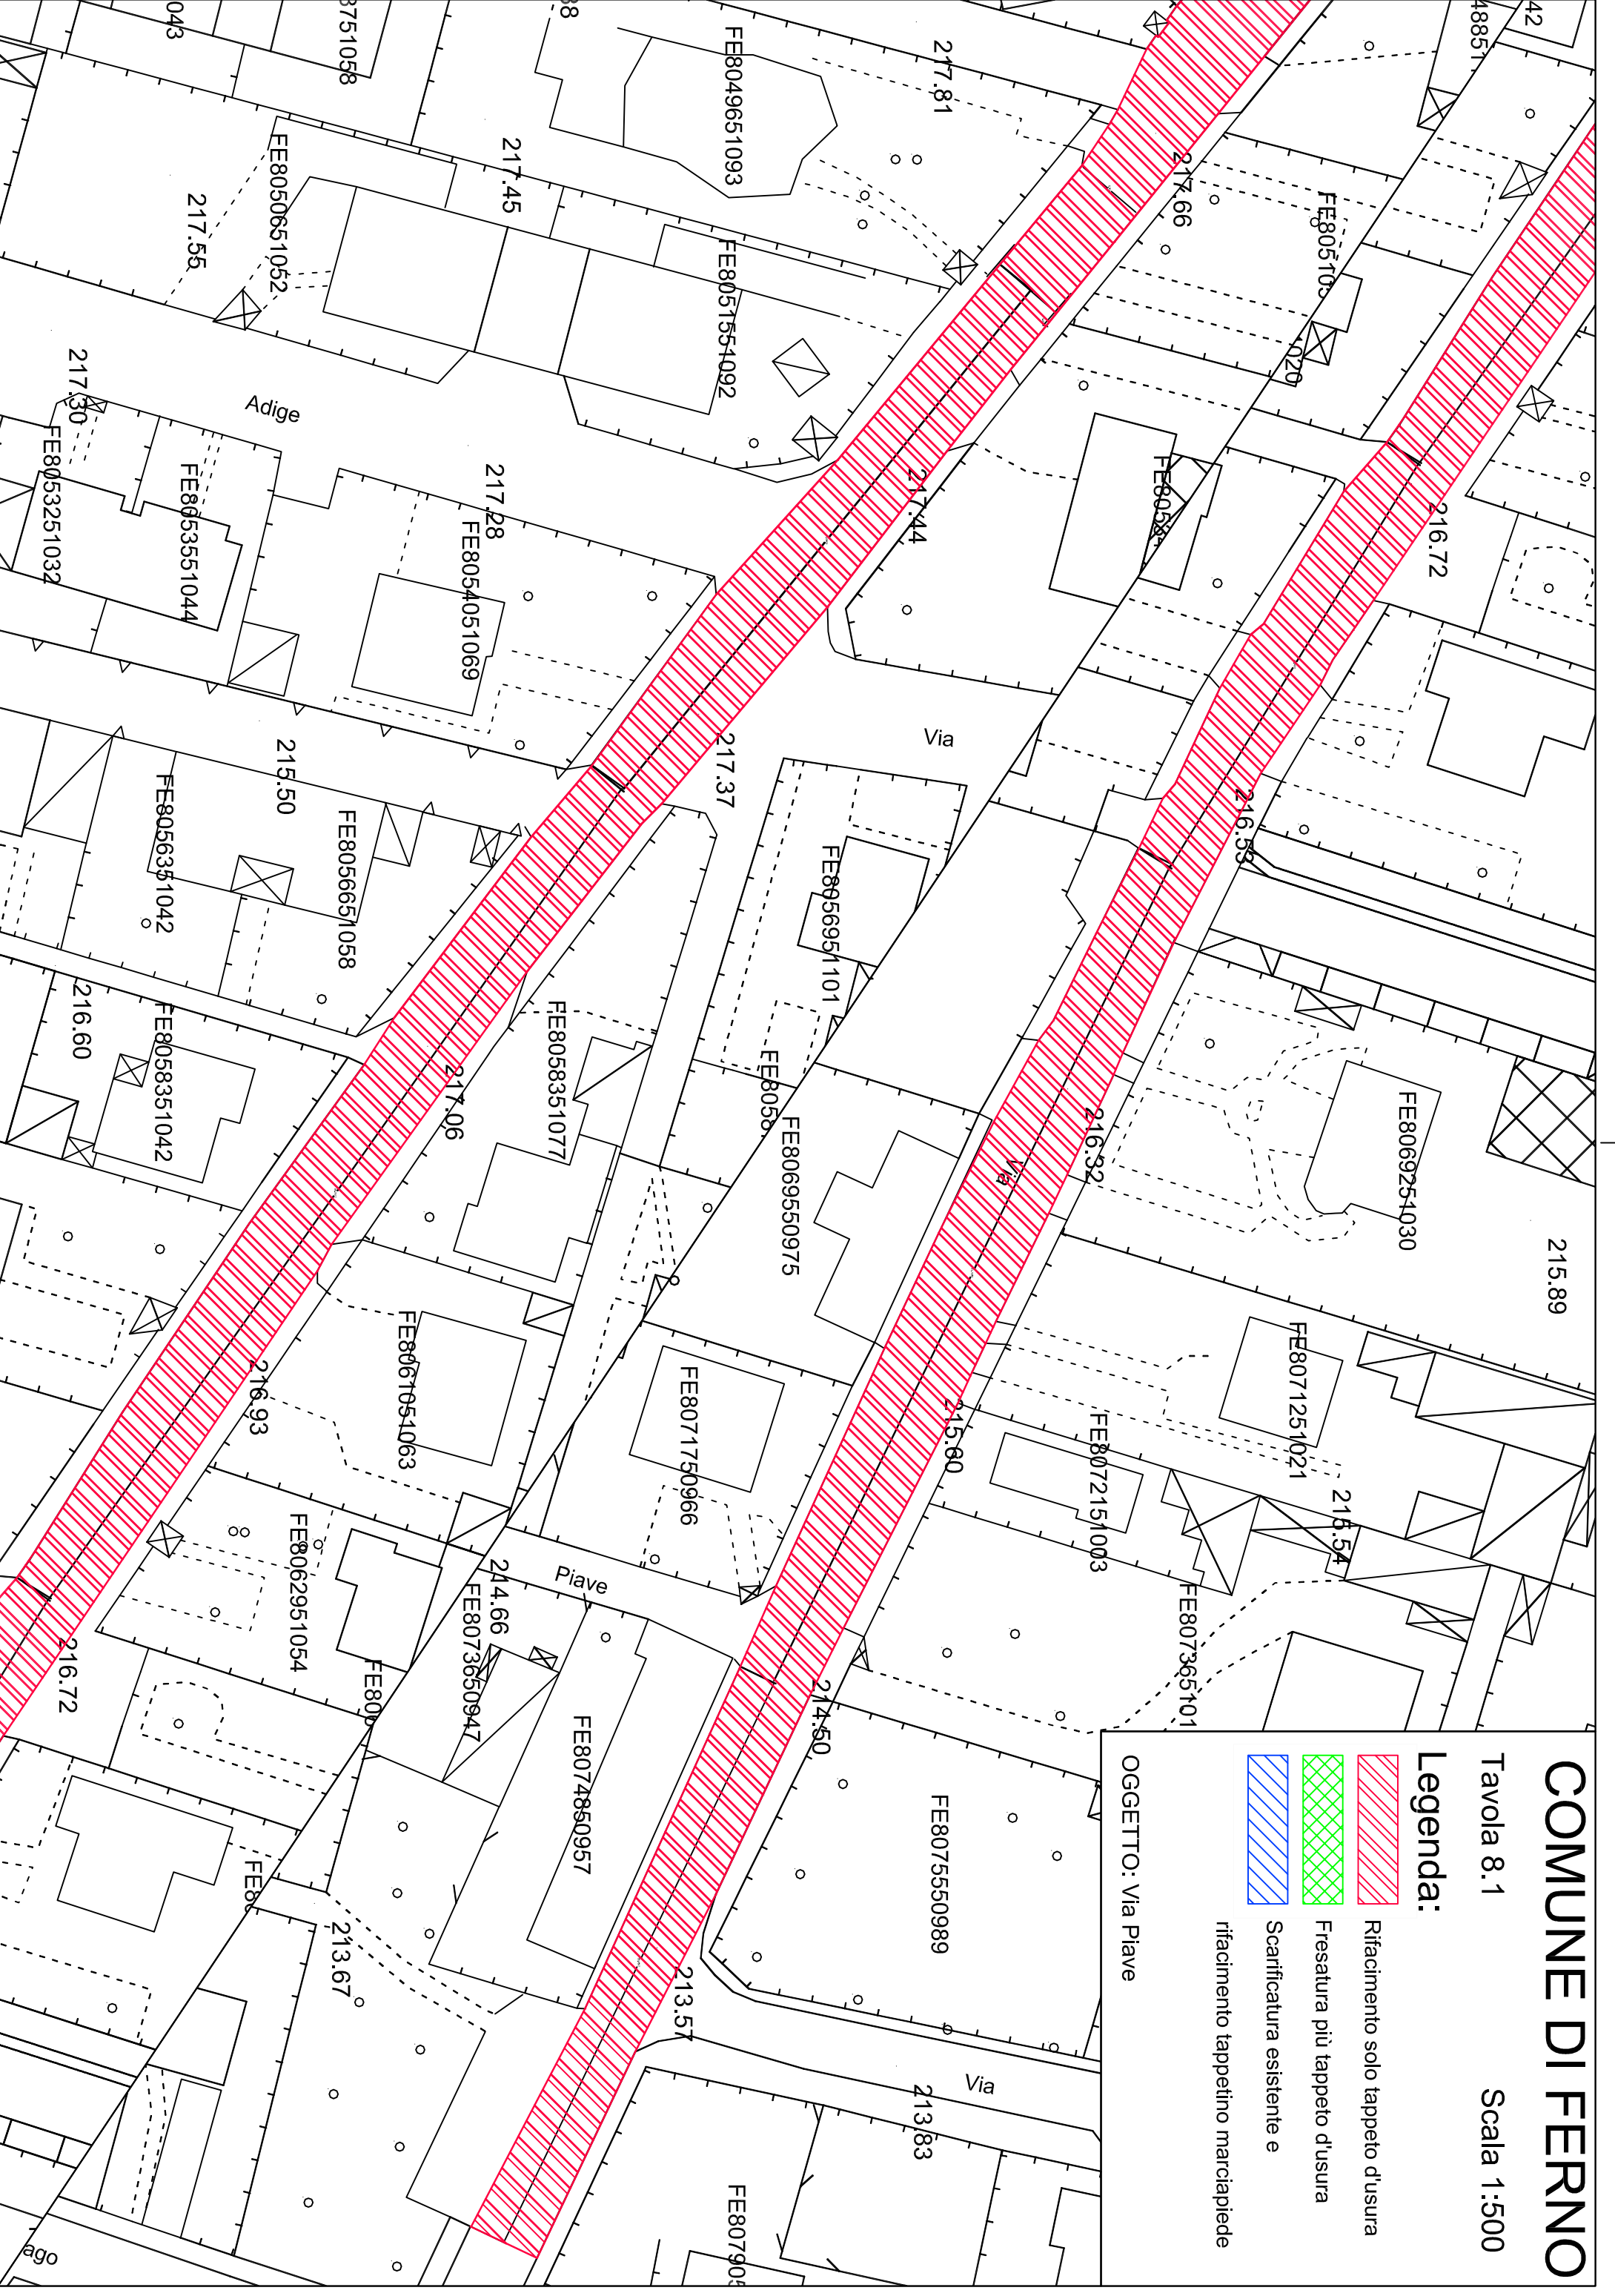 COMUNE DI FERNO
Tavola 8.1 Scala 1:500
Legenda:
Rifacimento solo tappeto d'usura
Fresatura più tappeto d'usura
Scarificatura esistente e
rifacimento tappetino marciapiede
OGGETTO: Via Piave
217.81
FE8049651093
217.45
FE8050651052
217.55
FE8051551092
217.66
217.30
Adige
FE8053251032
FE8053551044
217.28
FE8054051069
217.44
216.72
215.50
FE8056351042
FE8056651058
217.37
Via
FE8056951101
216.53
216.60
FE8058351042
217.06
FE8058351077
FE8069550975
216.32
Via
FE8069251030
215.89
216.93
FE8061051063
FE8071750966
215.60
FE8072151003
FE8071251021
215.54
FE8062951054
214.66
Piave
FE8073650947
216.72
FE8074850957
214.50
FE807365101
FE8075550989
213.67
213.57
Via
213.83
FE807905
ago